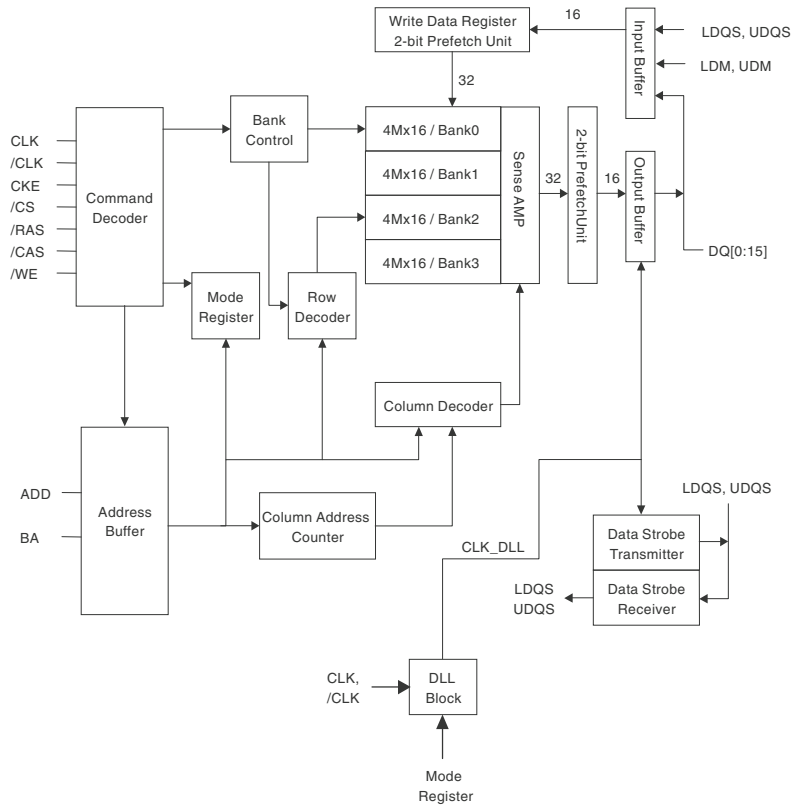 Write Data Register
2-bit Prefetch Unit
16
Input Buffer
LDQS, UDQS
LDM, UDM
32
Bank
Control
4Mx16 / Bank0
4Mx16 / Bank1
4Mx16 / Bank2
4Mx16 / Bank3
Sense AMP
32
2-bit PrefetchUnit
16
Output Buffer
DQ[0:15]
CLK
/CLK
CKE
/CS
/RAS
/CAS
/WE
Command
Decoder
Mode
Register
Row
Decoder
Column Decoder
ADD
BA
Address
Buffer
Column Address
Counter
CLK_DLL
LDQS, UDQS
Data Strobe
Transmitter
Data Strobe
Receiver
LDQS
UDQS
CLK,
/CLK
DLL
Block
Mode
Register